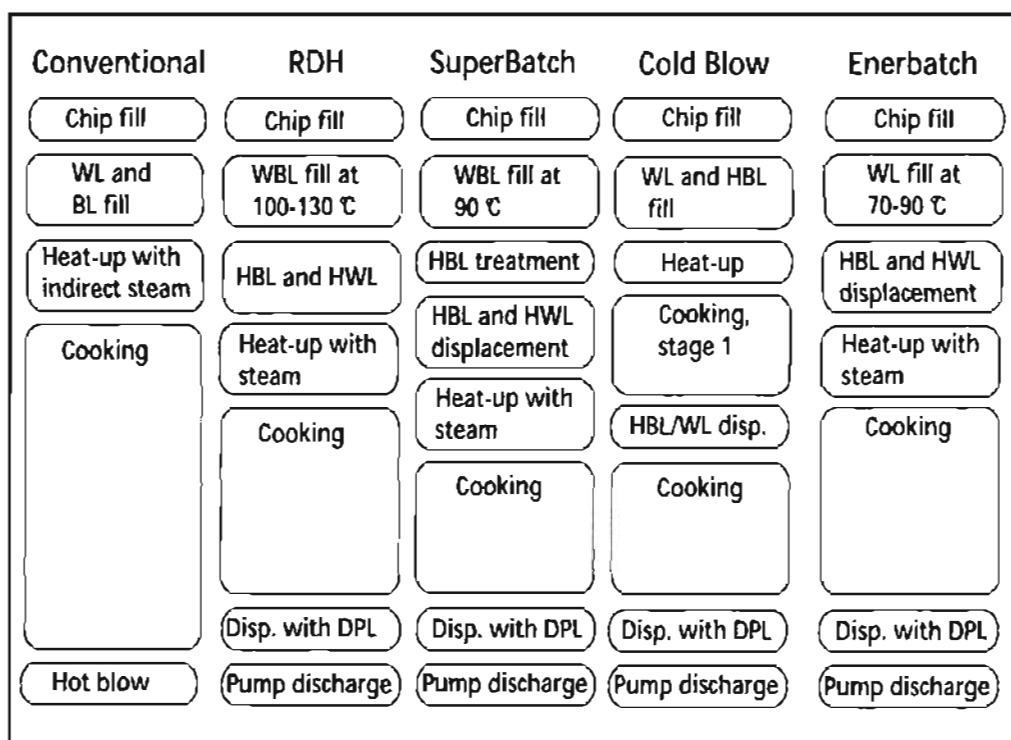 Conventional
Chip fill
WL and
BL fill
Heat-up with
indirect steam
Cooking
Hot blow
RDH
Chip fill
WBL fill at
100-130 ℃
HBL and HWL
Heat-up with
steam
Cooking
Disp. with DPL
Pump discharge
SuperBatch
Chip fill
WBL fill at
90 ℃
HBL treatment
HBL and HWL
displacement
Heat-up with
steam
Cooking
Disp. with DPL
Pump discharge
Cold Blow
Chip fill
WL and HBL
fill
Heat-up
Cooking,
stage 1
HBL/WL disp.
Cooking
Disp. with DPL
Pump discharge
Enerbatch
Chip fill
WL fill at
70-90 ℃
HBL and HWL
displacement
Heat-up with
steam
Cooking
Disp. with DPL
Pump discharge